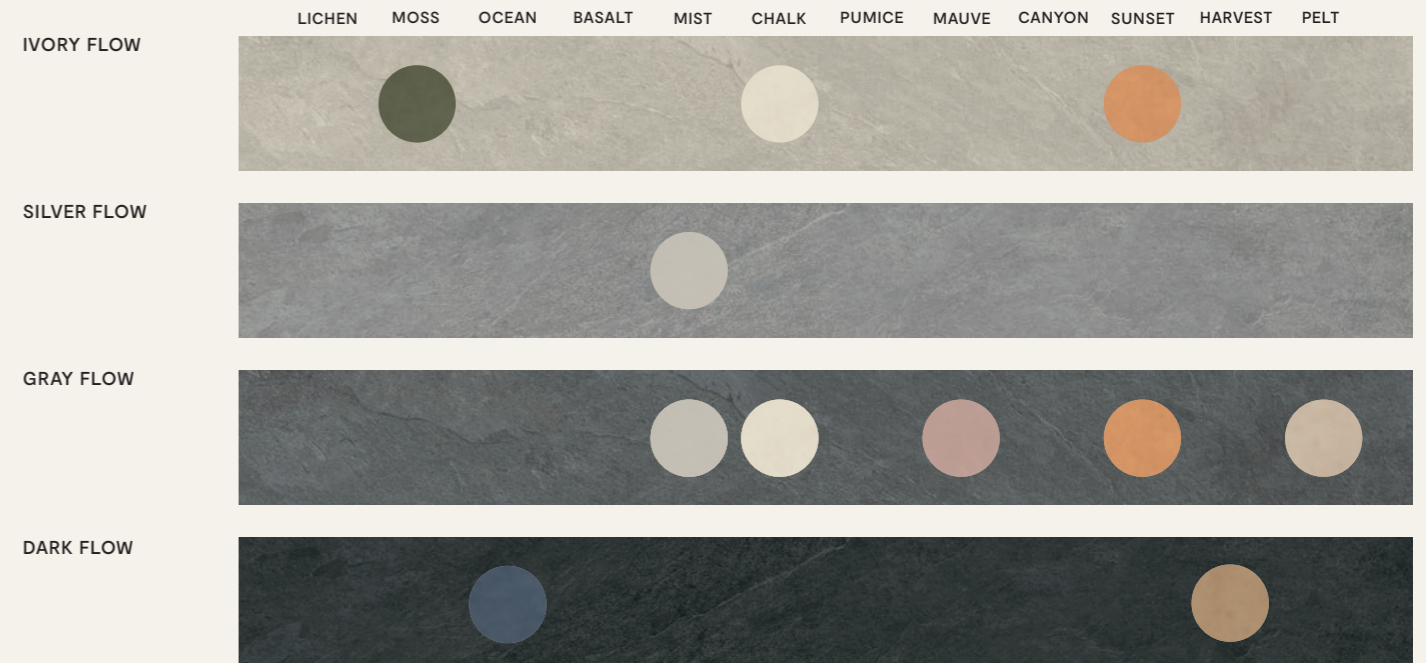 LICHEN MOSS OCEAN BASALT MIST CHALK PUMICE MAUVE CANYON SUNSET HARVEST PELT
IVORY FLOW
SILVER FLOW
GRAY FLOW
DARK FLOW